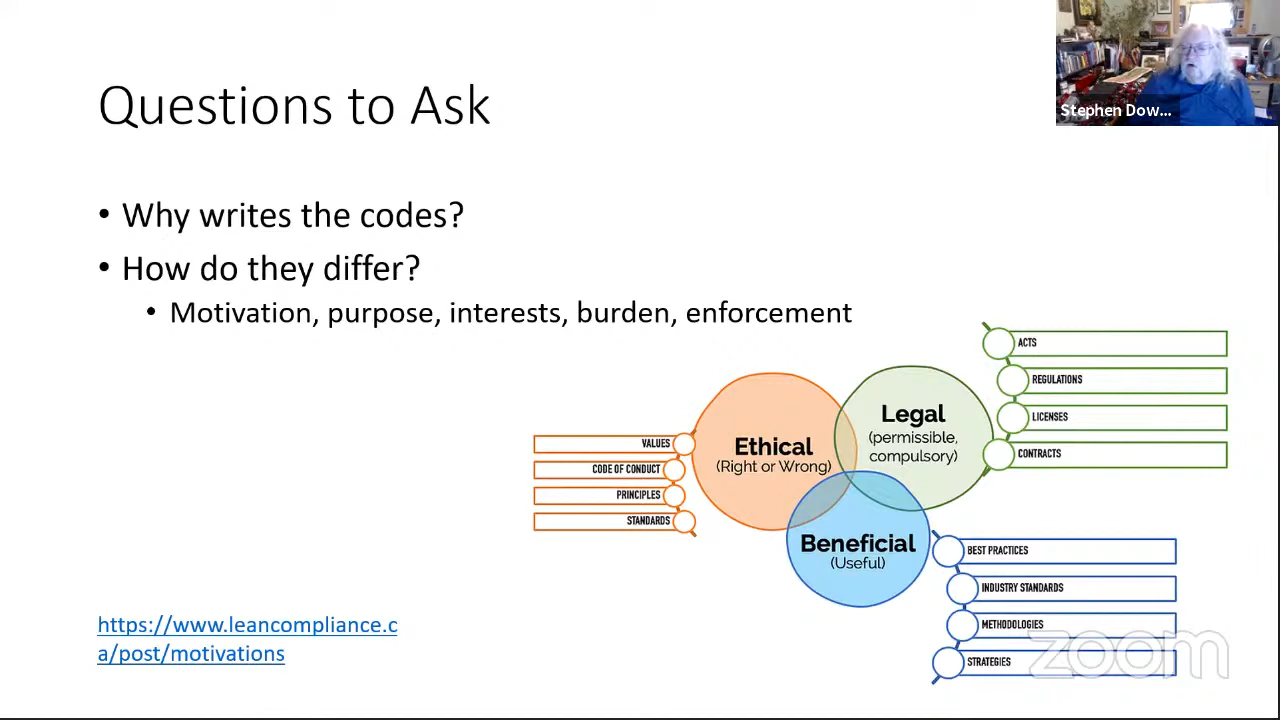 Stephen Dow...
Questions to Ask
• Why writes the codes?
• How do they differ?
• Motivation, purpose, interests, burden, enforcement
ACTS
REGULATIONS
LICENSES
CONTRACTS
Legal
(permissible,
compulsory)
VALUES
CODE OF CONDUCT
PRINCIPLES
STANDARDS
Ethical
(Right or Wrong)
Beneficial
(Useful)
BEST PRACTICES
INDUSTRY STANDARDS
METHODOLOGIES
STRATEGIES
https://www.leancompliance.c
a/post/motivations
zoom